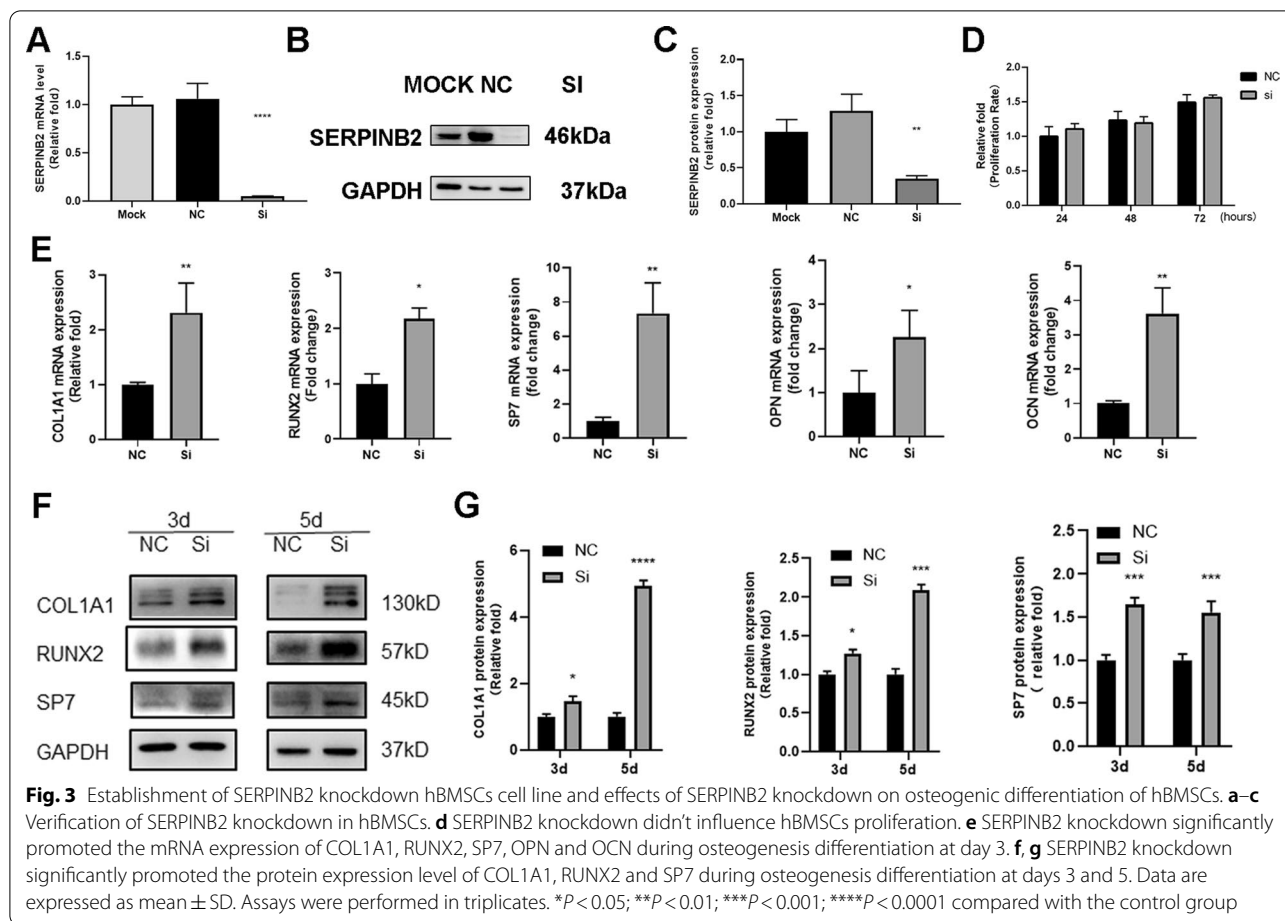 A
SERPINB2 mRNA level
(Relative fold)
1.5
1.0
0.5
0.0
****
Mock NC Si
B
MOCK NC SI
SERPINB2 46kDa
GAPDH 37kDa
C
SERPINB2 protein expression
(relative fold)
2.0
1.5
1.0
0.5
0.0
**
Mock NC Si
D
Relative fold
(Proliferation Rate)
2.0
1.5
1.0
0.5
0.0
NC
si
24 48 72 (hours)
E
COL1A1 mRNA expression
(Relative fold)
3
2
1
0
**
NC Si
RUNX2 mRNA expression
(Fold change)
3
2
1
0
*
NC Si
SP7 mRNA expression
(fold change)
10
8
6
4
2
0
**
NC Si
OPN mRNA expression
(fold change)
4
3
2
1
0
*
NC Si
OCN mRNA expression
(fold change)
5
4
3
2
1
0
**
NC Si
F
3d 5d
NC Si NC Si
COL1A1 130kD
RUNX2 57kD
SP7 45kD
GAPDH 37kD
G
COL1A1 protein expression
(Relative fold)
6
4
2
0
NC
Si
*
****
3d 5d
RUNX2 protein expression
(Relative fold)
2.5
2.0
1.5
1.0
0.5
0.0
NC
Si
*
***
3d 5d
SP7 protein expression
( relative fold)
2.5
2.0
1.5
1.0
0.5
0.0
NC
Si
***
***
3d 5d
Fig. 3 Establishment of SERPINB2 knockdown hBMSCs cell line and effects of SERPINB2 knockdown on osteogenic differentiation of hBMSCs. a–c
Verification of SERPINB2 knockdown in hBMSCs. d SERPINB2 knockdown didn't influence hBMSCs proliferation. e SERPINB2 knockdown significantly
promoted the mRNA expression of COL1A1, RUNX2, SP7, OPN and OCN during osteogenesis differentiation at day 3. f, g SERPINB2 knockdown
significantly promoted the protein expression level of COL1A1, RUNX2 and SP7 during osteogenesis differentiation at days 3 and 5. Data are
expressed as mean ± SD. Assays were performed in triplicates. *P < 0.05; **P < 0.01; ***P < 0.001; ****P < 0.0001 compared with the control group